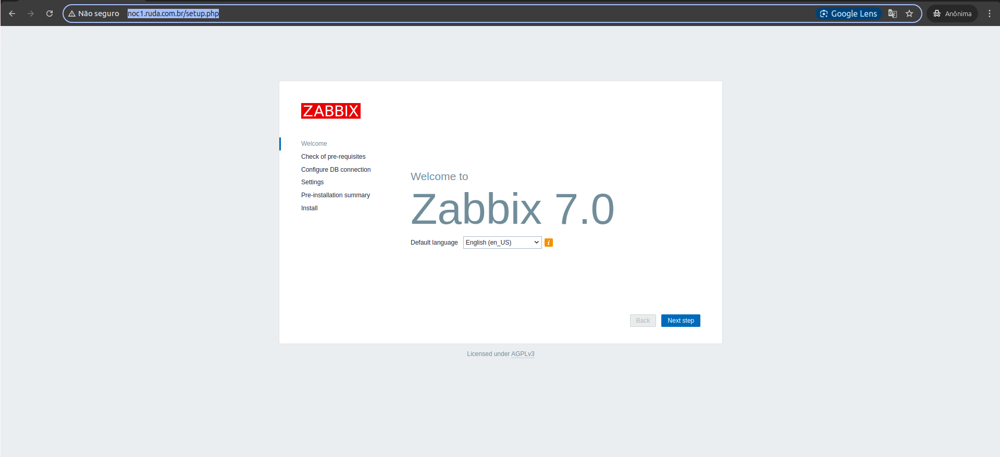 Não seguro noc1.ruda.com.br/setup.php Google Lens Anônima
ZABBIX
Welcome
Check of pre-requisites
Configure DB connection
Settings
Pre-installation summary
Install
Welcome to
Zabbix 7.0
Default language English (en_US) i
Back Next step
Licensed under AGPLv3